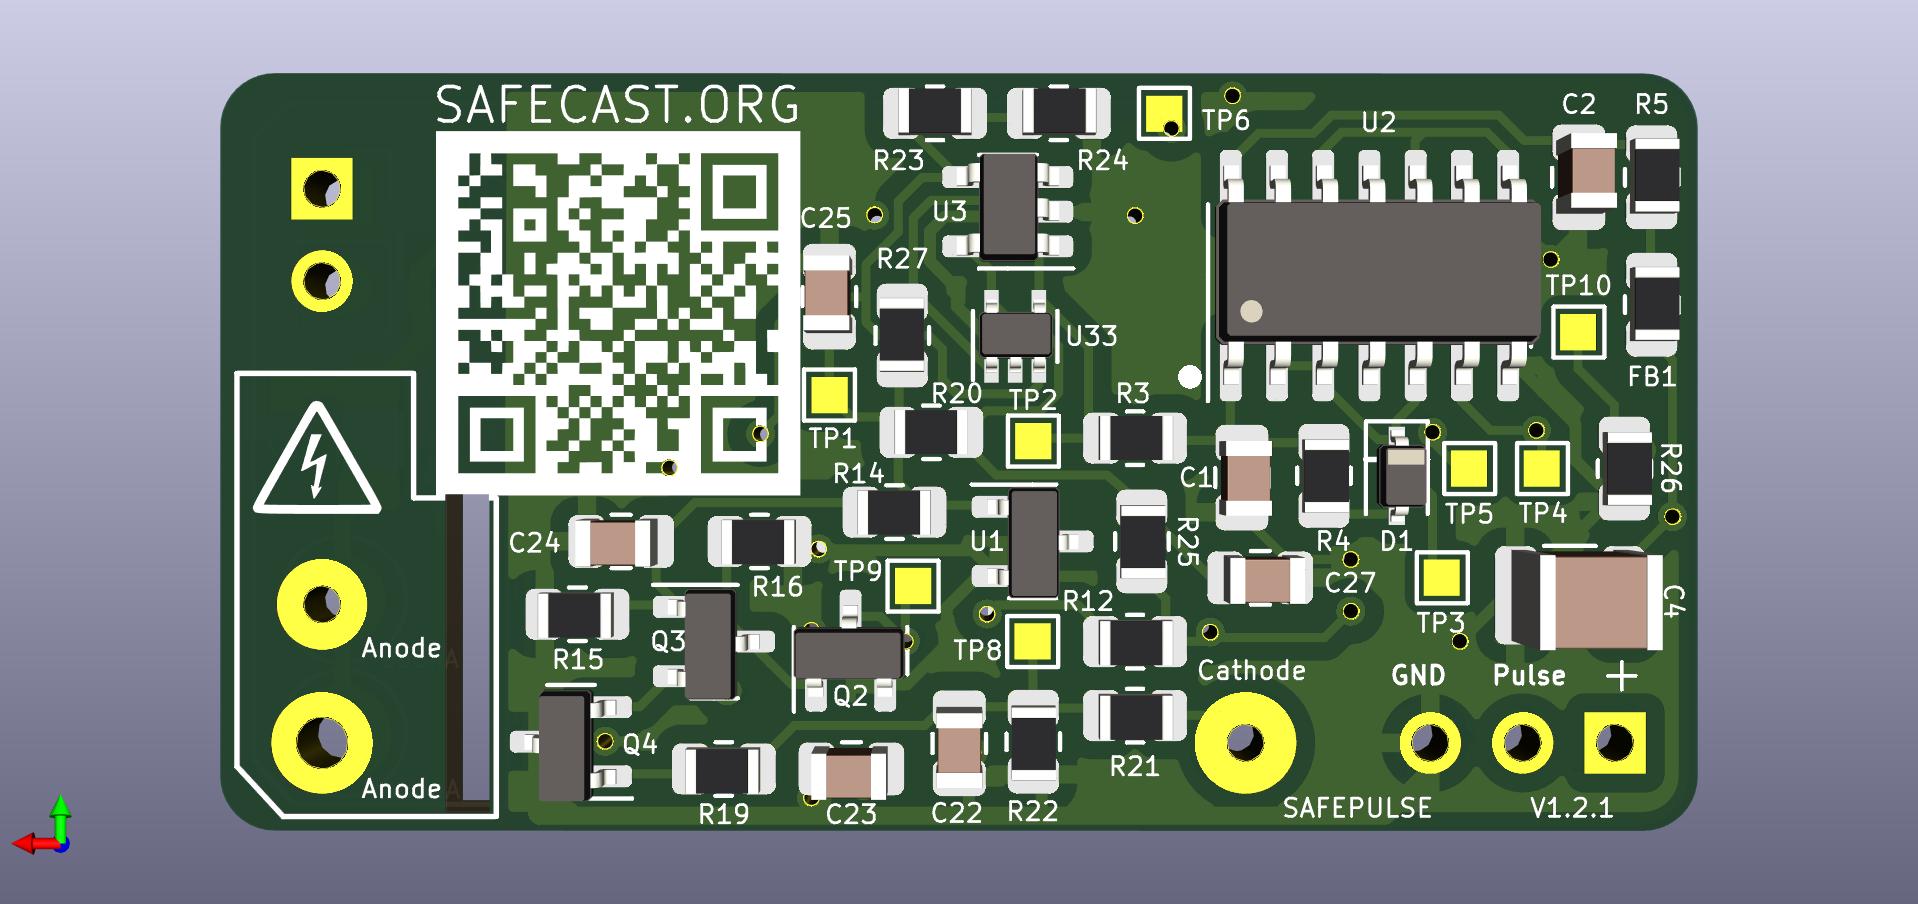 SAFECAST.ORG
C2
R5
TP6
U2
R23
R24
U3
C25
R27
TP10
U33
FB1
R20
TP2
R3
TP1
R14
C1
R26
TP5
TP4
C24
U1
R25
R4
D1
TP9
R16
C27
R12
C4
TP3
Q3
Anode
R15
TP8
Cathode
GND
Pulse
+
Q2
Q4
R21
Anode
R19
C23
C22
R22
SAFEPULSE
V1.2.1